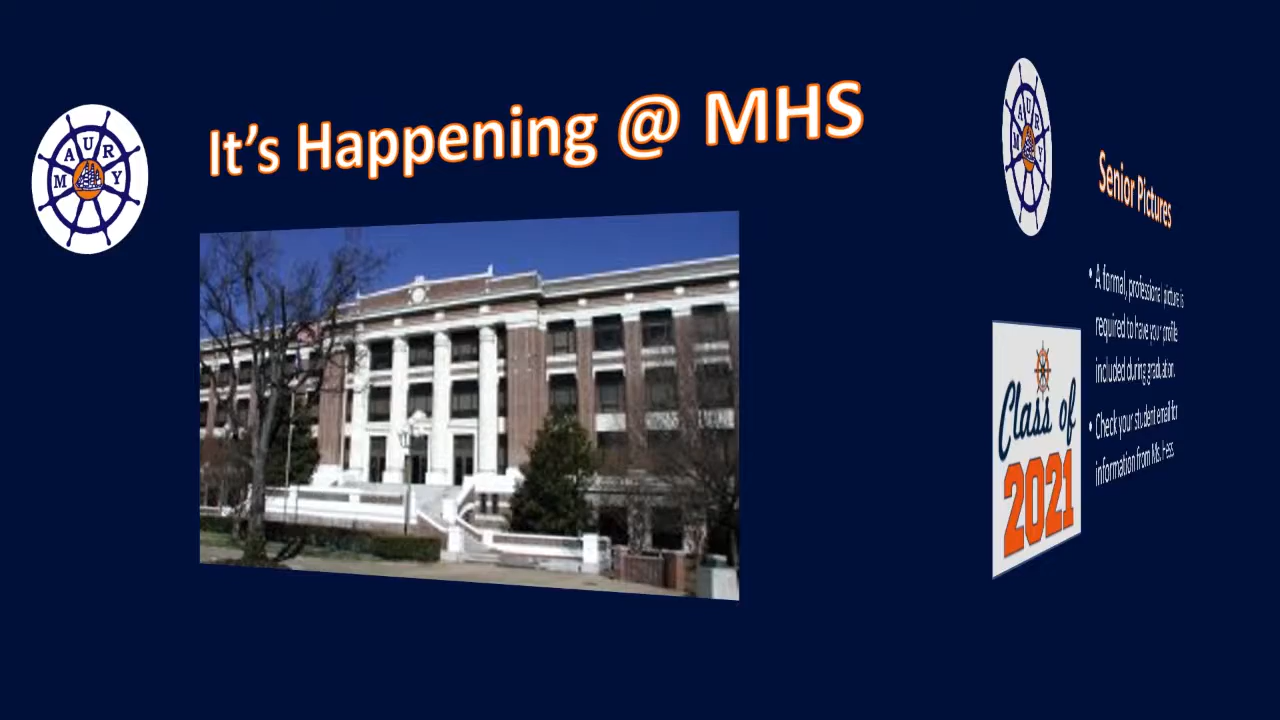 MAURY
It's Happening @ MHS
MAURY
Senior Pictures
• A formal, professional picture is
required to have your profile
included during graduation.
• Check your student email for
information from Ms. Hess.
Class of
2021